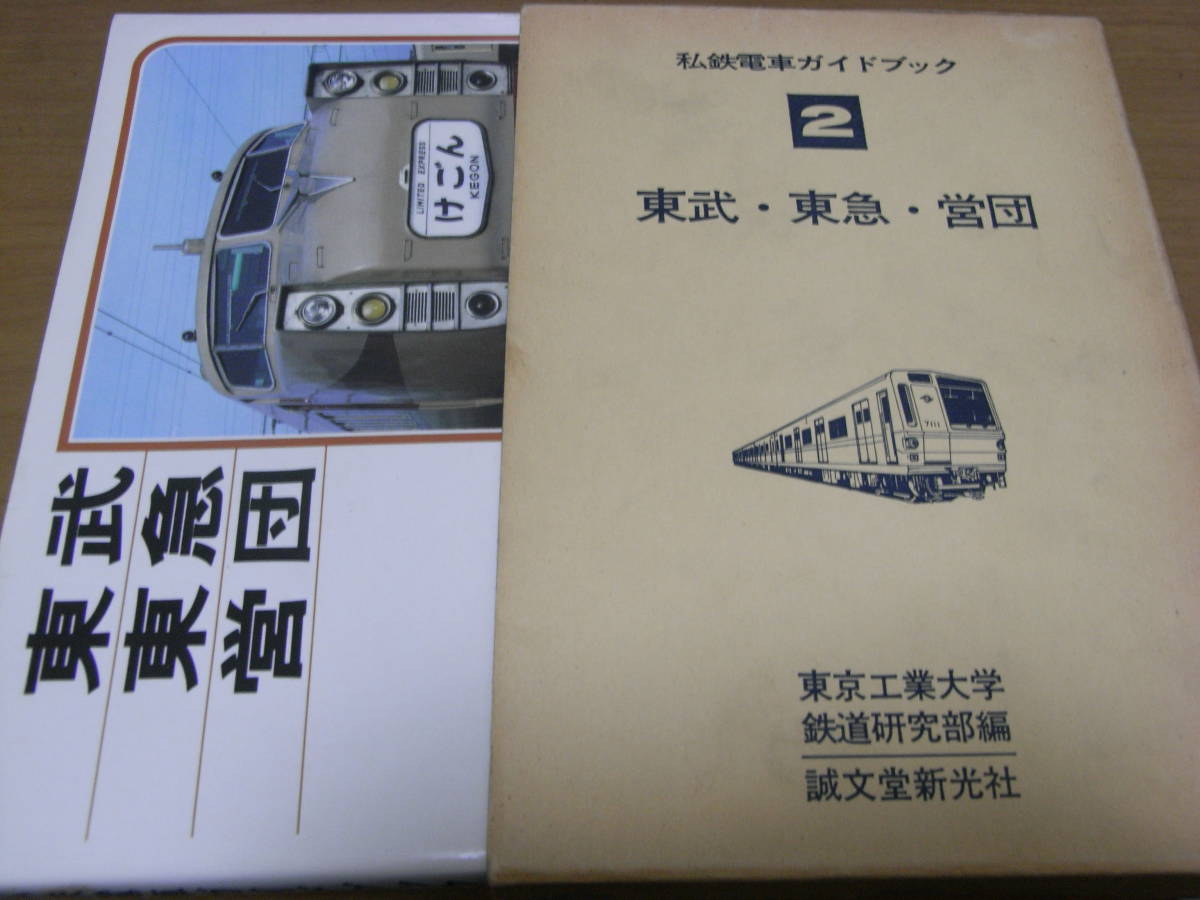 私鉄電車ガイドブック
2
東武・東急・営団
7111
東京工業大学
鉄道研究部編
誠文堂新光社
LIMITED EXPRESS
けごん
KEGON
東武
東急
営団